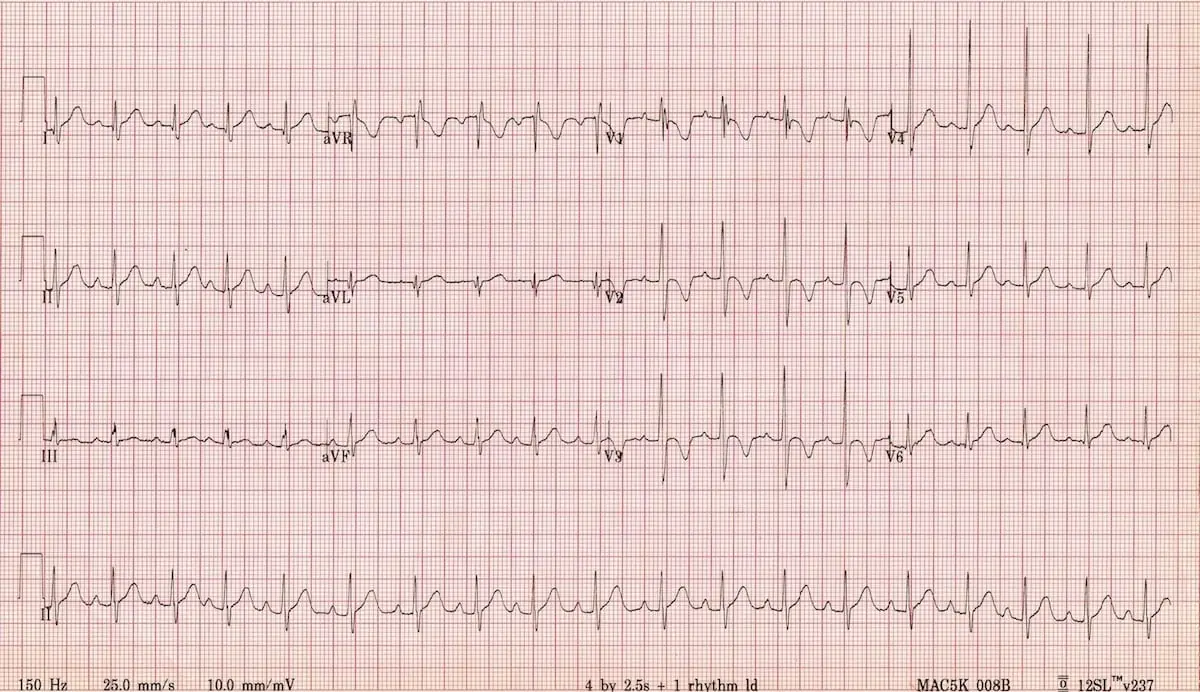 I aVR V1 V4
II aVL V2 V5
III aVF V3 V6
II
150 Hz 25.0 mm/s 10.0 mm/mV 4 by 2.5s + 1 rhythm ld MAC5K 008B 12SL™ v237